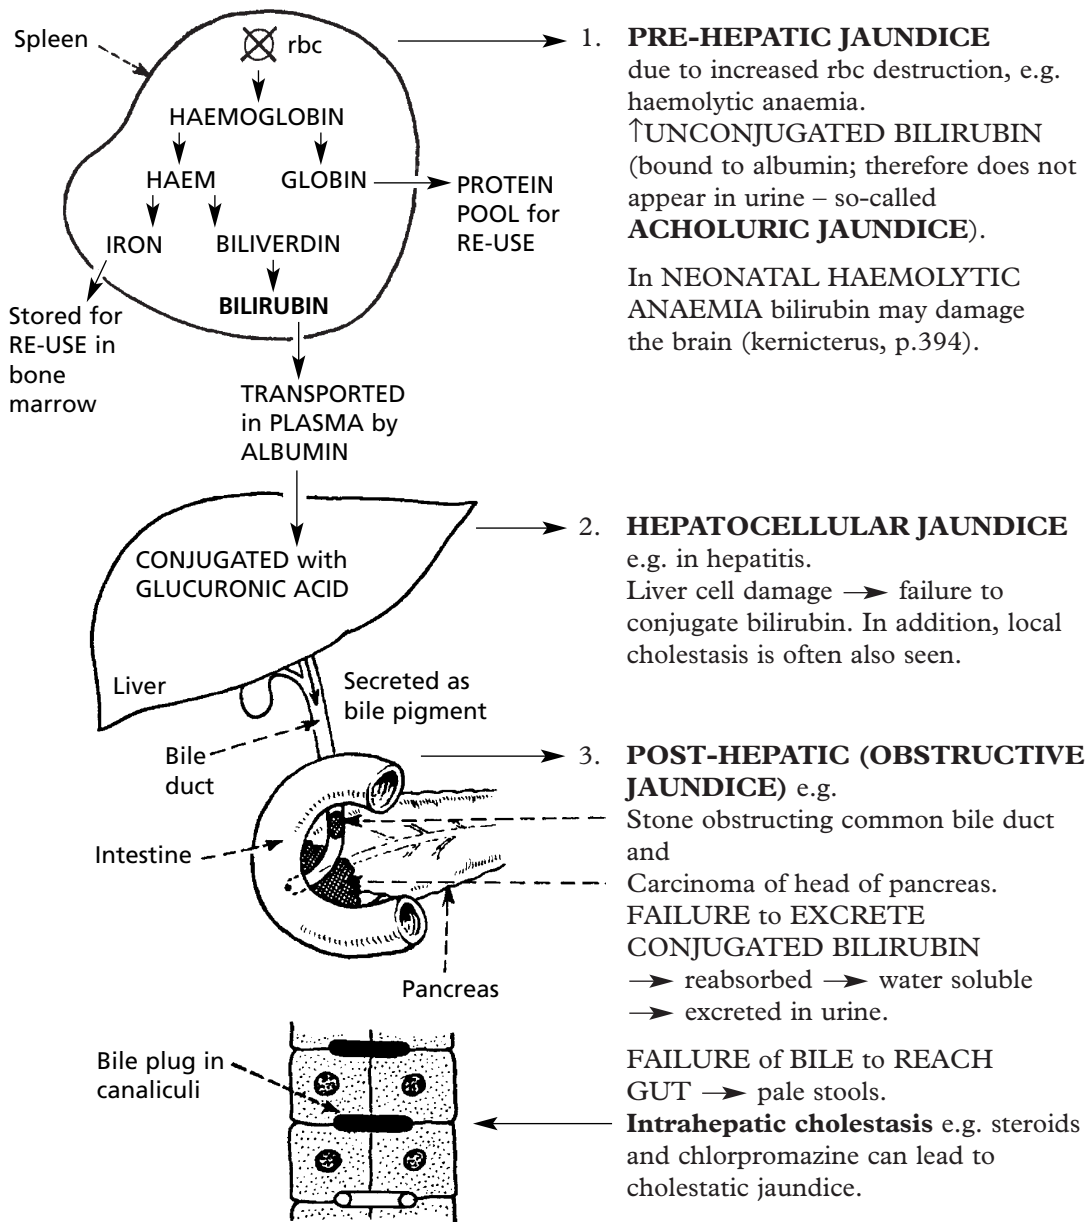 Spleen
rbc
HAEMOGLOBIN
HAEM
GLOBIN
PROTEIN
POOL for
RE-USE
IRON
BILIVERDIN
BILIRUBIN
Stored for
RE-USE in
bone
marrow
TRANSPORTED
in PLASMA by
ALBUMIN
1. PRE-HEPATIC JAUNDICE
due to increased rbc destruction, e.g.
haemolytic anaemia.
↑UNCONJUGATED BILIRUBIN
(bound to albumin; therefore does not
appear in urine – so-called
ACHOLURIC JAUNDICE).
In NEONATAL HAEMOLYTIC
ANAEMIA bilirubin may damage
the brain (kernicterus, p.394).
CONJUGATED with
GLUCURONIC ACID
Liver
Secreted as
bile pigment
Bile
duct
2. HEPATOCELLULAR JAUNDICE
e.g. in hepatitis.
Liver cell damage → failure to
conjugate bilirubin. In addition, local
cholestasis is often also seen.
Intestine
Pancreas
3. POST-HEPATIC (OBSTRUCTIVE
JAUNDICE) e.g.
Stone obstructing common bile duct
and
Carcinoma of head of pancreas.
FAILURE to EXCRETE
CONJUGATED BILIRUBIN
→ reabsorbed → water soluble
→ excreted in urine.
Bile plug in
canaliculi
FAILURE of BILE to REACH
GUT → pale stools.
Intrahepatic cholestasis e.g. steroids
and chlorpromazine can lead to
cholestatic jaundice.